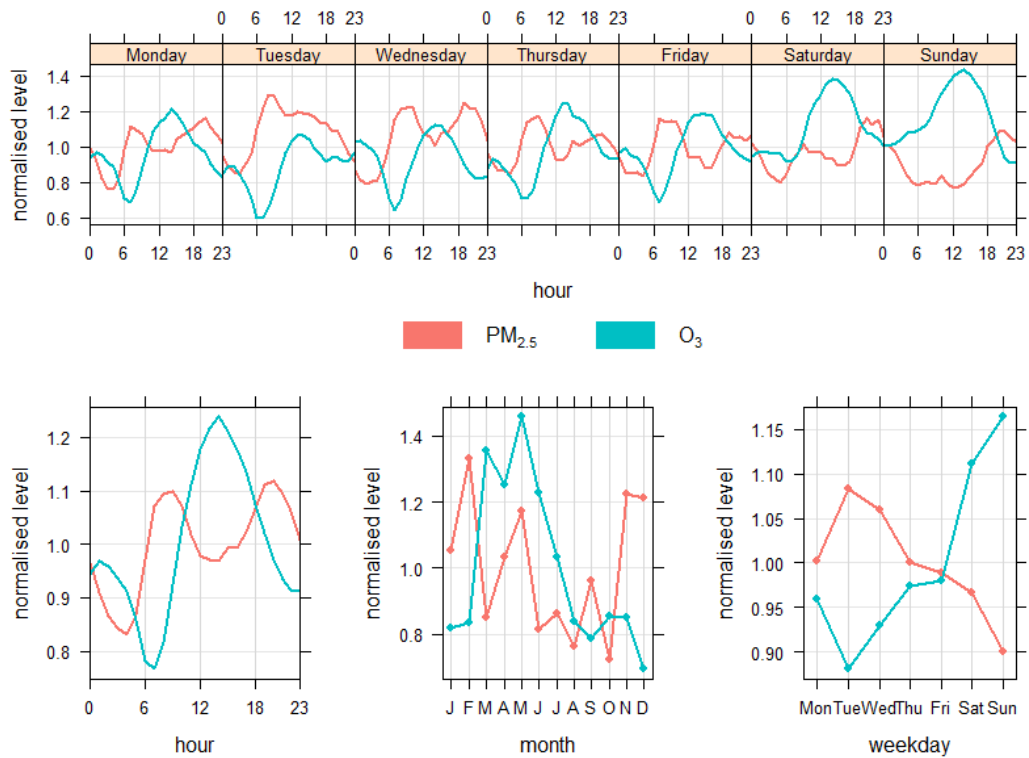 0 6 12 18 23 0 6 12 18 23 0 6 12 18 23
Monday Tuesday Wednesday Thursday Friday Saturday Sunday
normalised level
1.4
1.2
1.0
0.8
0.6
0 6 12 18 23 0 6 12 18 23 0 6 12 18 23 0 6 12 18 23
hour
PM2.5 O3
normalised level
1.2
1.1
1.0
0.9
0.8
0 6 12 18 23
hour
normalised level
1.4
1.2
1.0
0.8
J F M A M J J A S O N D
month
normalised level
1.15
1.10
1.05
1.00
0.95
0.90
Mon Tue Wed Thu Fri Sat Sun
weekday